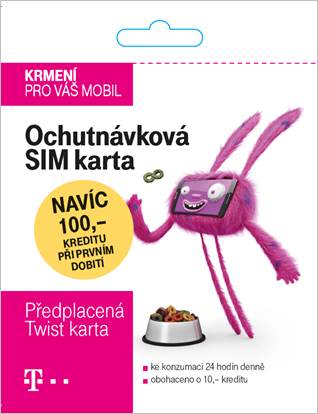 KRMENÍ
PRO VÁŠ MOBIL
Ochutnávková
SIM karta
NAVÍC
100,–
KREDITU
PŘI PRVNÍM
DOBITÍ
Předplacená
Twist karta
T
ke konzumaci 24 hodin denně
obohaceno o 10,– kreditu